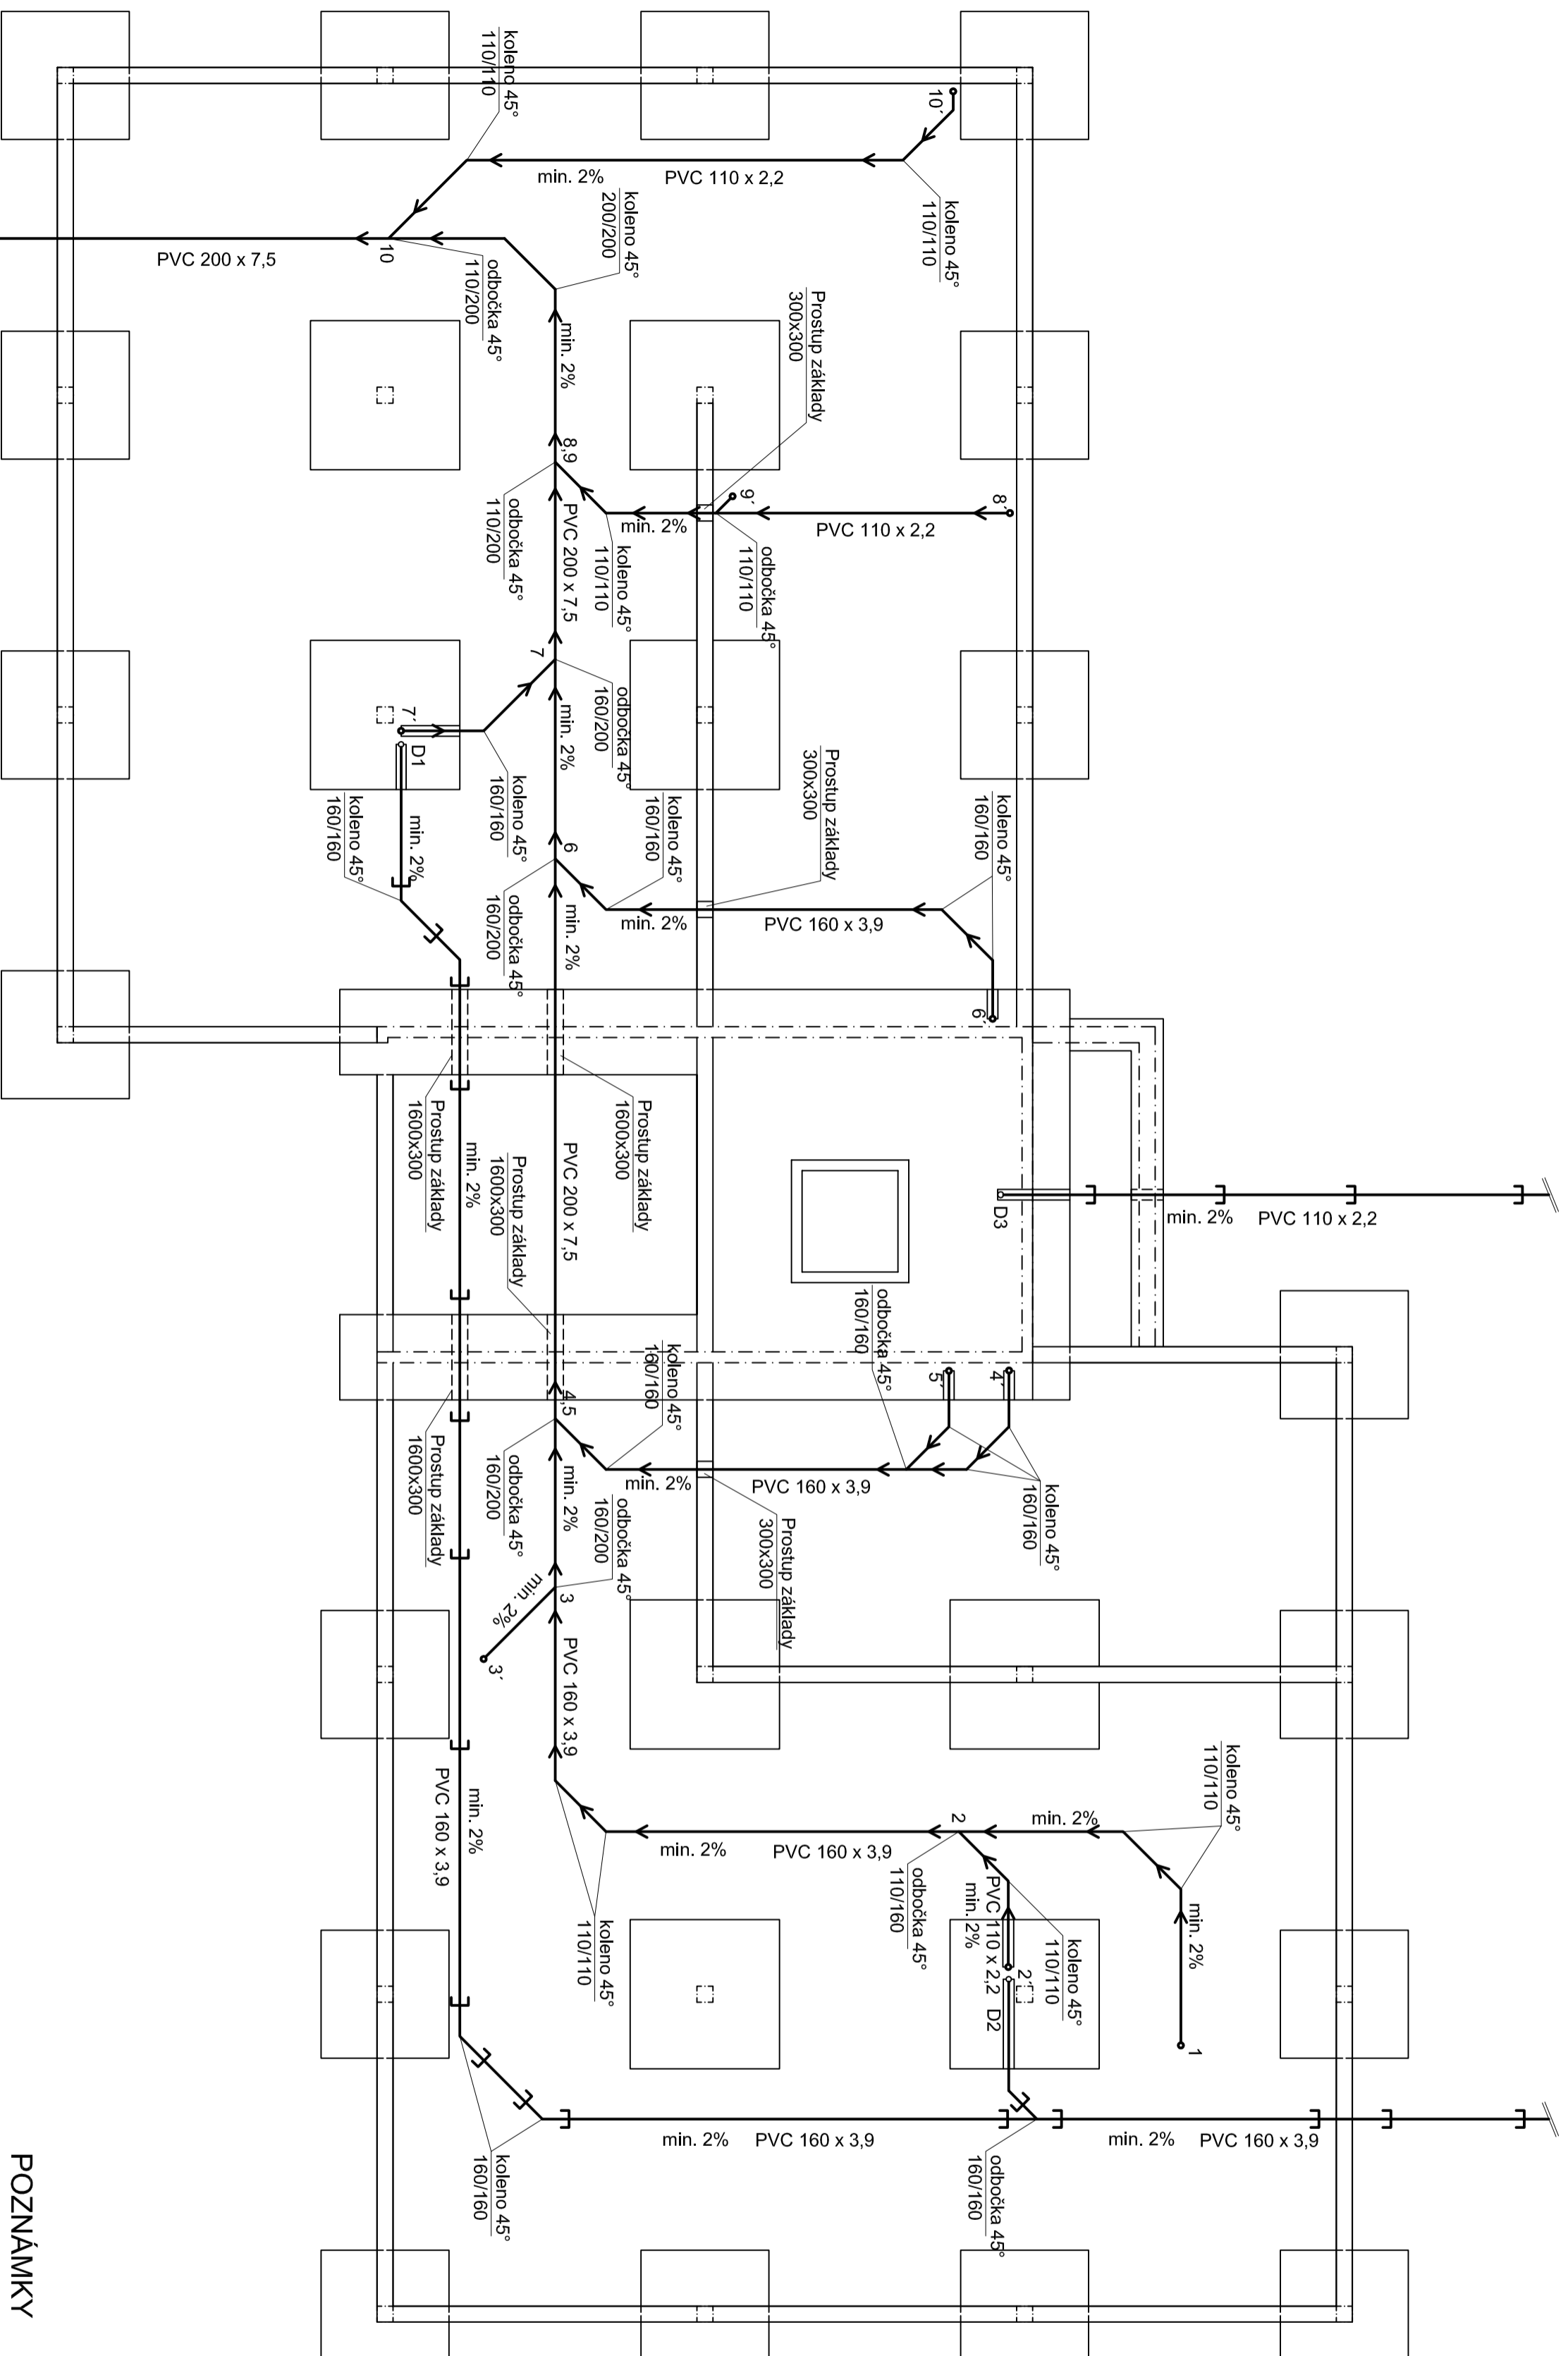 koleno 45°
110/110
10´
min. 2%
PVC 110 x 2,2
koleno 45°
110/110
koleno 45°
200/200
10
PVC 200 x 7,5
odbočka 45°
110/200
min. 2%
Prostup základy
300x300
8,9
9´
8´
odbočka 45°
110/200
PVC 200 x 7,5
min. 2%
PVC 110 x 2,2
koleno 45°
110/110
odbočka 45°
110/110
7
7´
D1
min. 2%
odbočka 45°
160/200
koleno 45°
160/160
koleno 45°
160/160
min. 2%
koleno 45°
160/160
Prostup základy
300x300
koleno 45°
160/160
6
odbočka 45°
160/200
min. 2%
min. 2%
PVC 160 x 3,9
6´
Prostup základy
1600x300
min. 2%
Prostup základy
1600x300
PVC 200 x 7,5
Prostup základy
1600x300
D3
min. 2%
PVC 110 x 2,2
odbočka 45°
160/160
koleno 45°
160/160
5´
4´
4,5
Prostup základy
1600x300
odbočka 45°
160/200
min. 2%
min. 2%
PVC 160 x 3,9
koleno 45°
160/160
odbočka 45°
160/200
Prostup základy
300x300
min. 2%
3
3´
PVC 160 x 3,9
PVC 160 x 3,9
min. 2%
koleno 45°
110/110
min. 2%
2
min. 2%
PVC 160 x 3,9
odbočka 45°
110/160
PVC 110 x 2,2
min. 2%
koleno 45°
110/110
koleno 45°
110/110
min. 2%
2´
D2
1
min. 2%
PVC 160 x 3,9
min. 2%
PVC 160 x 3,9
koleno 45°
160/160
odbočka 45°
160/160
POZNÁMKY